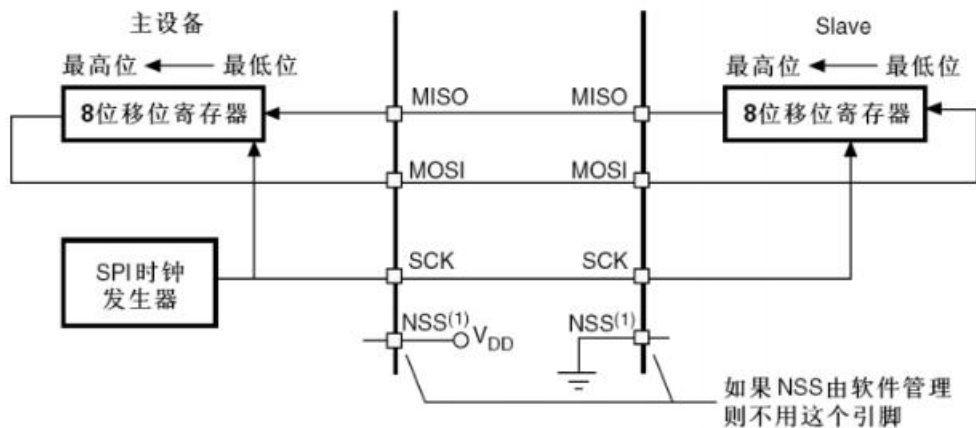 主设备
Slave
最高位 最低位
最高位 最低位
8位移位寄存器
MISO
MISO
8位移位寄存器
MOSI
MOSI
SPI时钟
发生器
SCK
SCK
NSS(1)
VDD
NSS(1)
如果NSS由软件管理
则不用这个引脚